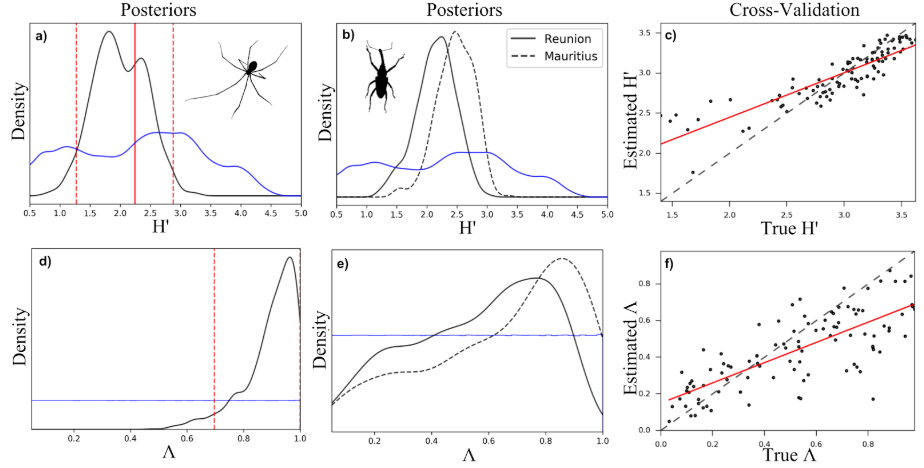 Posteriors
Posteriors
Cross-Validation
a)
b)
c)
Reunion
Mauritius
Density
Density
Estimated H'
3.5
3.0
2.5
2.0
1.5
0.5 1.0 1.5 2.0 2.5 3.0 3.5 4.0 4.5 5.0
0.5 1.0 1.5 2.0 2.5 3.0 3.5 4.0 4.5 5.0
1.5 2.0 2.5 3.0 3.5
H'
H'
True H'
d)
e)
f)
Density
Density
Estimated Λ
0.8
0.6
0.4
0.2
0.0
0.2 0.4 0.6 0.8 1.0
0.2 0.4 0.6 0.8 1.0
0.0 0.2 0.4 0.6 0.8
Λ
Λ
True Λ